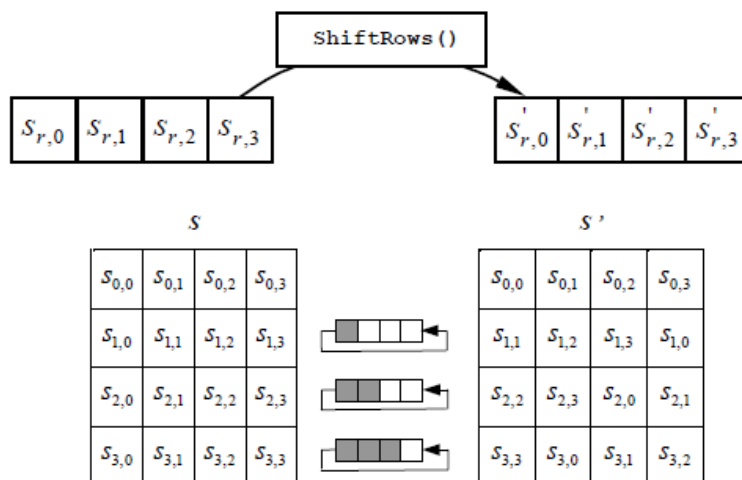 ShiftRows()
S_{r,0} S_{r,1} S_{r,2} S_{r,3} S'_{r,0} S'_{r,1} S'_{r,2} S'_{r,3}
S S'
S_{0,0} S_{0,1} S_{0,2} S_{0,3} S_{0,0} S_{0,1} S_{0,2} S_{0,3}
S_{1,0} S_{1,1} S_{1,2} S_{1,3} S_{1,1} S_{1,2} S_{1,3} S_{1,0}
S_{2,0} S_{2,1} S_{2,2} S_{2,3} S_{2,2} S_{2,3} S_{2,0} S_{2,1}
S_{3,0} S_{3,1} S_{3,2} S_{3,3} S_{3,3} S_{3,0} S_{3,1} S_{3,2}